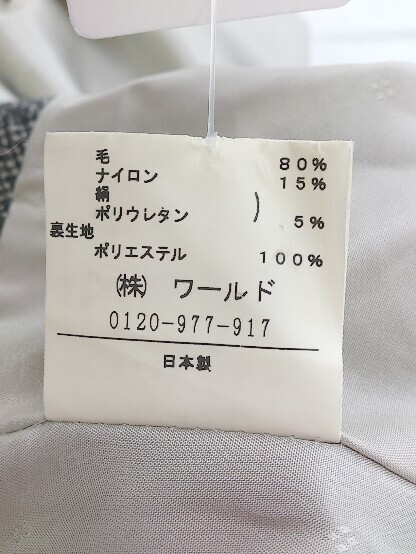 毛 80%
ナイロン 15%
絹
ポリウレタン ) 5%
裏生地
ポリエステル 100%
㈱ ワールド
0120-977-917
日本製